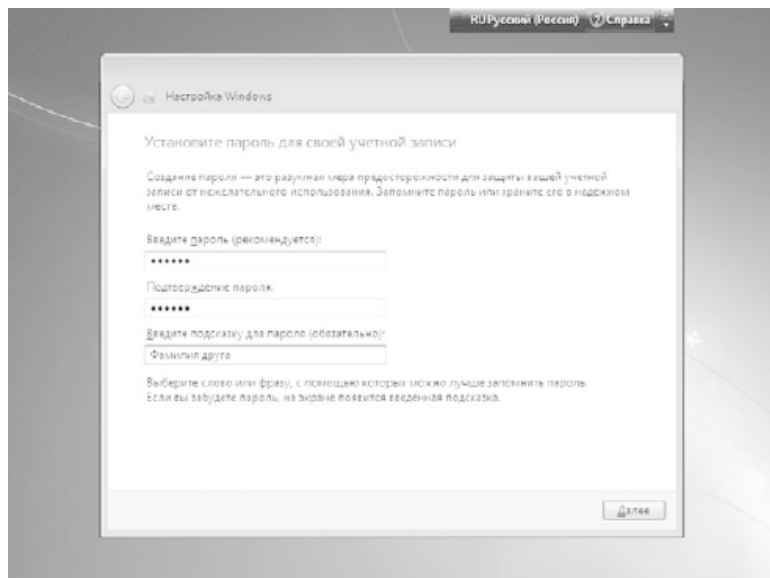 RU Русский (Россия) Справка
Настройка Windows
Установите пароль для своей учетной записи
Создание пароля — это разумная мера предосторожности для защиты вашей учетной
записи от нежелательного использования. Запомните пароль или храните его в надежном
месте.
Введите пароль (рекомендуется):
••••••
Подтверждение пароля:
••••••
Введите подсказку для пароля (обязательно):
Фамилия друга
Выберите слово или фразу, с помощью которых можно лучше запомнить пароль.
Если вы забудете пароль, на экране появится введенная подсказка.
Далее